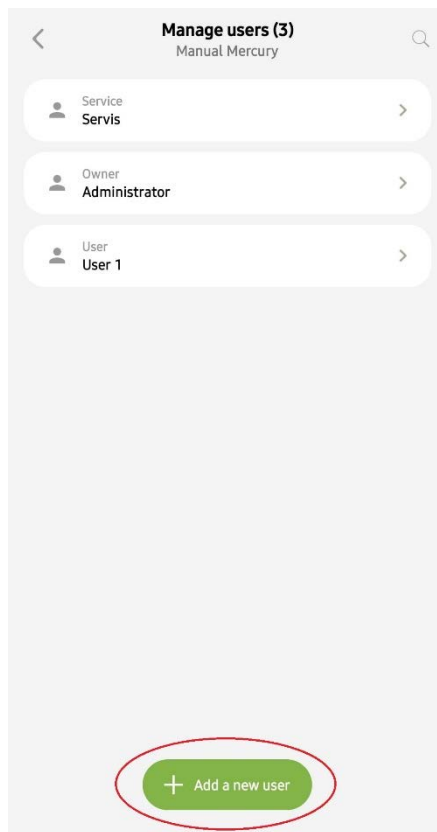 Manage users (3)
Manual Mercury
Service
Servis
Owner
Administrator
User
User 1
Add a new user